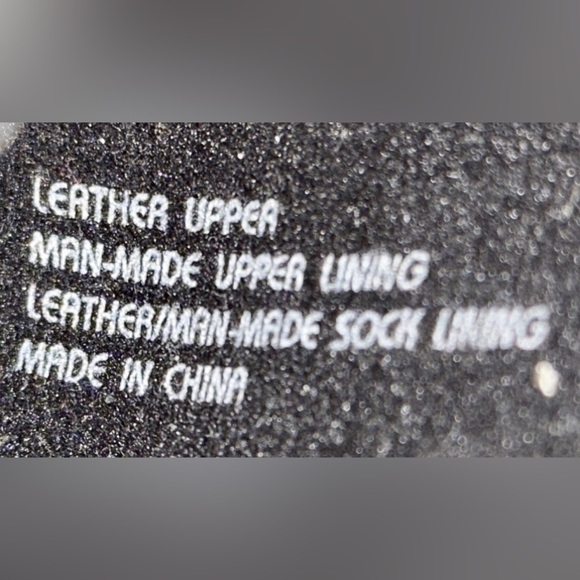 LEATHER UPPER
MAN-MADE UPPER LINING
LEATHER/MAN-MADE SOCK LINING
MADE IN CHINA